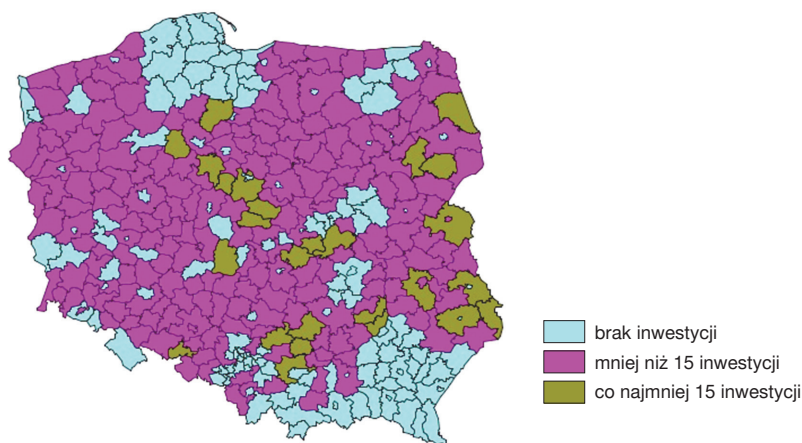 brak inwestycji
mniej niż 15 inwestycji
co najmniej 15 inwestycji